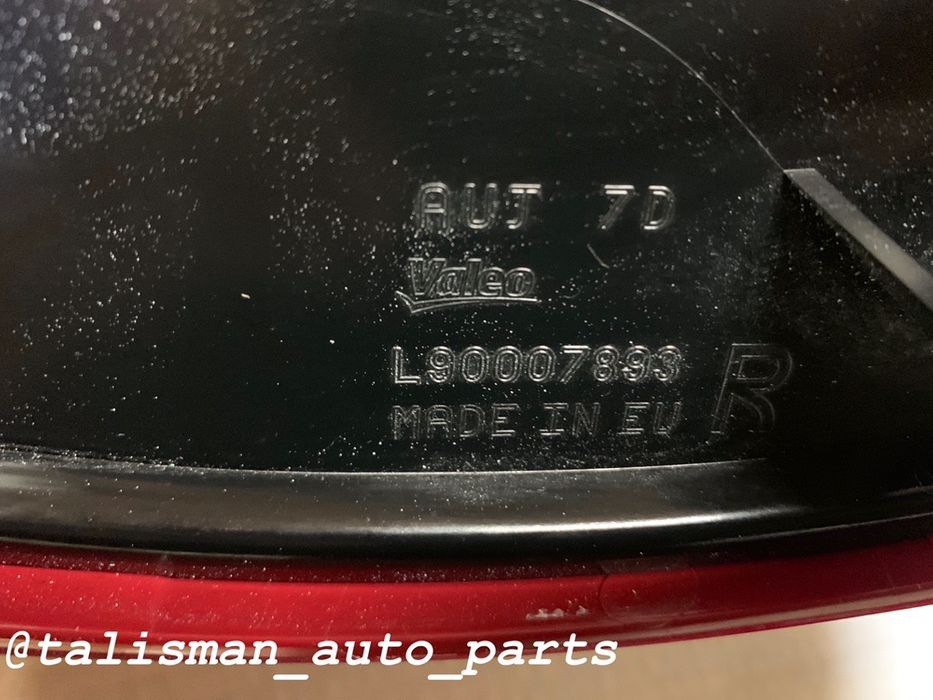 AUT 7D
Valeo
L90007893
MADE IN EU
R
@talisman_auto_parts